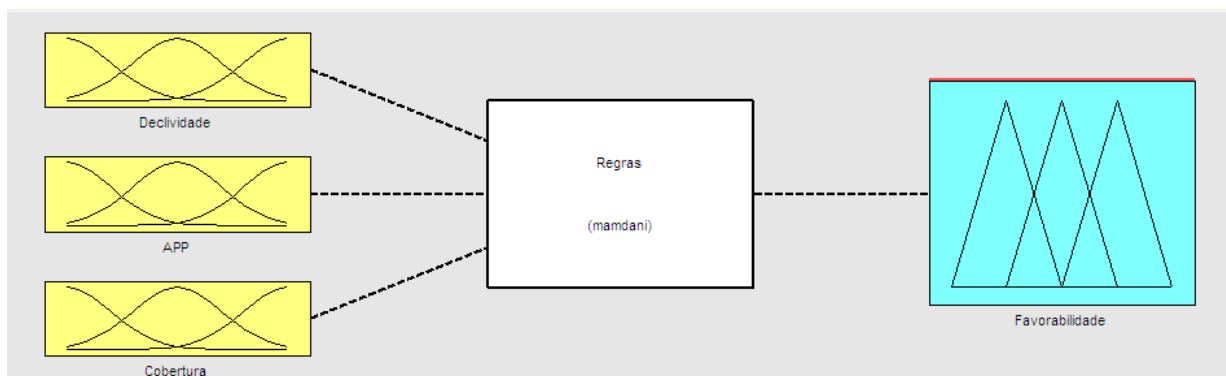 Declividade
APP
Cobertura
Regras
(mamdani)
Favorabilidade